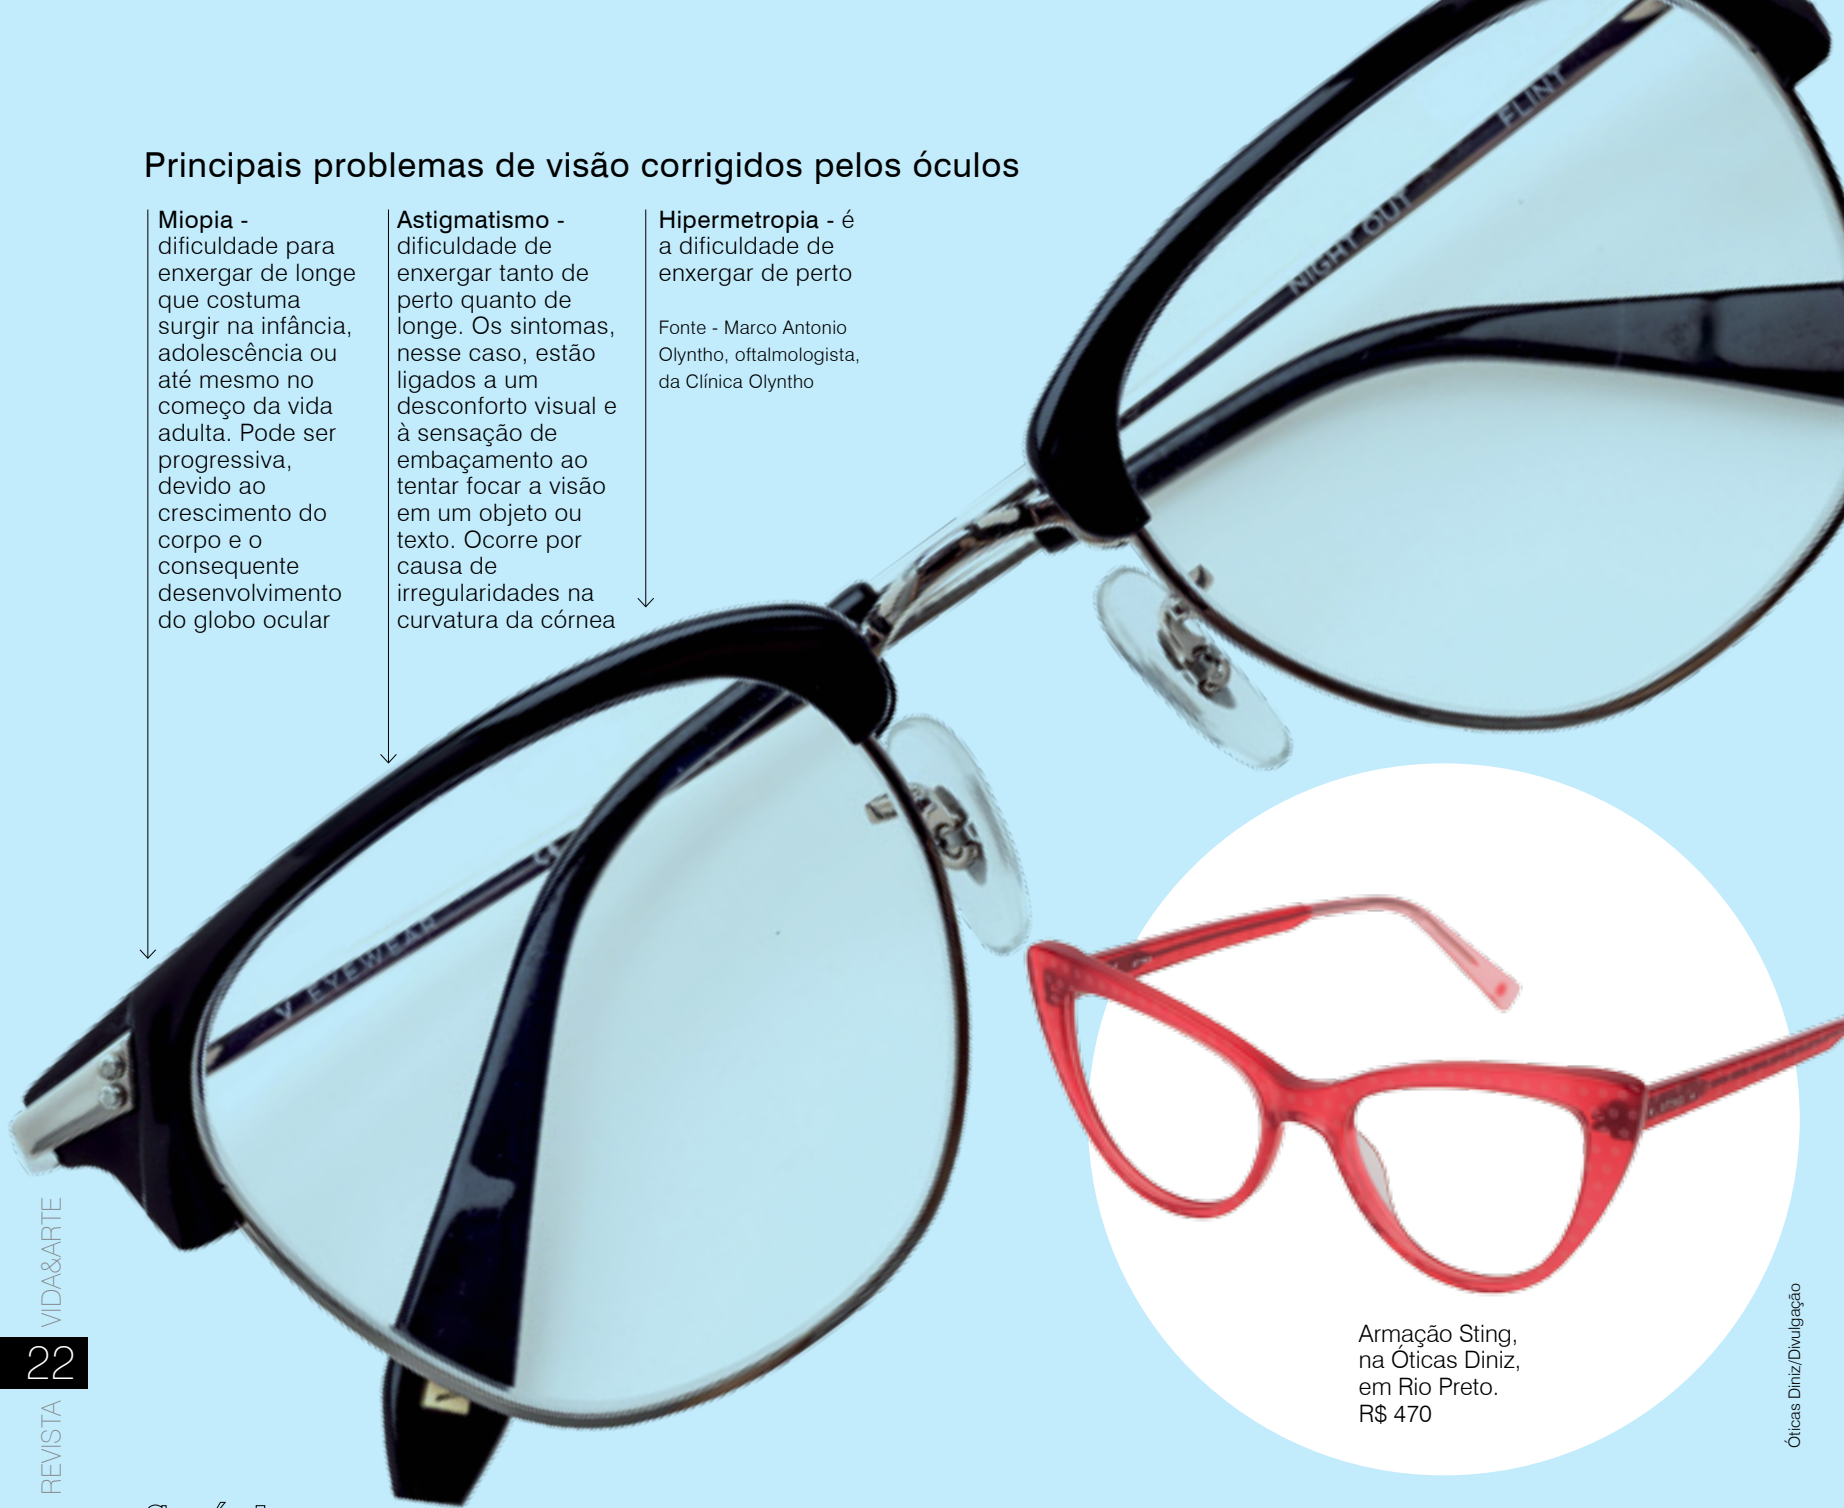 Principais problemas de visão corrigidos pelos óculos
Miopia -
dificuldade para
enxergar de longe
que costuma
surgir na infância,
adolescência ou
até mesmo no
começo da vida
adulta. Pode ser
progressiva,
devido ao
crescimento do
corpo e o
consequente
desenvolvimento
do globo ocular
Astigmatismo -
dificuldade de
enxergar tanto de
perto quanto de
longe. Os sintomas,
nesse caso, estão
ligados a um
desconforto visual e
à sensação de
embaçamento ao
tentar focar a visão
em um objeto ou
texto. Ocorre por
causa de
irregularidades na
curvatura da córnea
Hipermetropia - é
a dificuldade de
enxergar de perto
Fonte - Marco Antonio
Olyntho, oftalmologista,
da Clínica Olyntho
NIGHT OUT FLINT
V EYEWEAR
Armação Sting,
na Óticas Diniz,
em Rio Preto.
R$ 470
Óticas Diniz/Divulgação
REVISTA 22 VIDA&ARTE